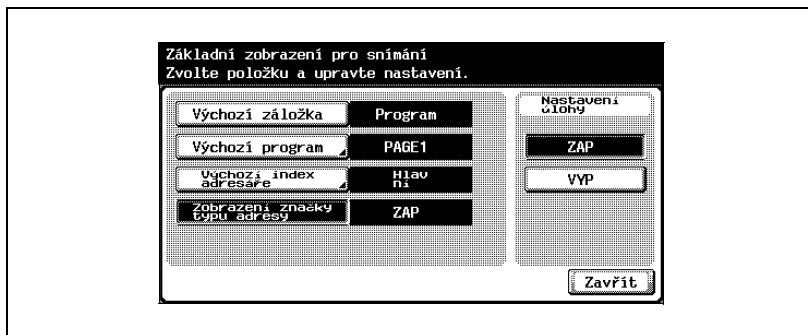 Základní zobrazení pro snímání
Zvolte položku a upravte nastavení.
Výchozí záložka
Program
Výchozí program
PAGE1
Výchozí index
adresáře
Hlav
ní
Zobrazení značky
typu adresy
ZAP
Nastavení
úlohy
ZAP
VYP
Zavřít